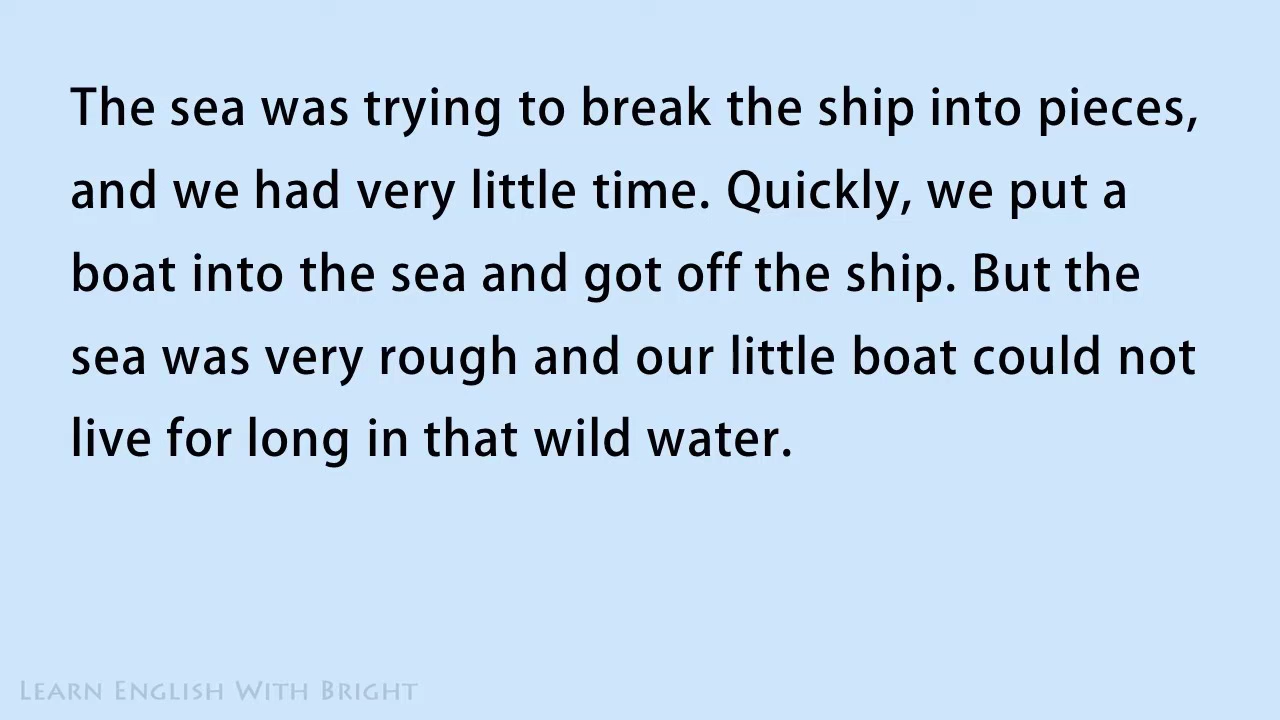 The sea was trying to break the ship into pieces,
and we had very little time. Quickly, we put a
boat into the sea and got off the ship. But the
sea was very rough and our little boat could not
live for long in that wild water.
LEARN ENGLISH WITH BRIGHT